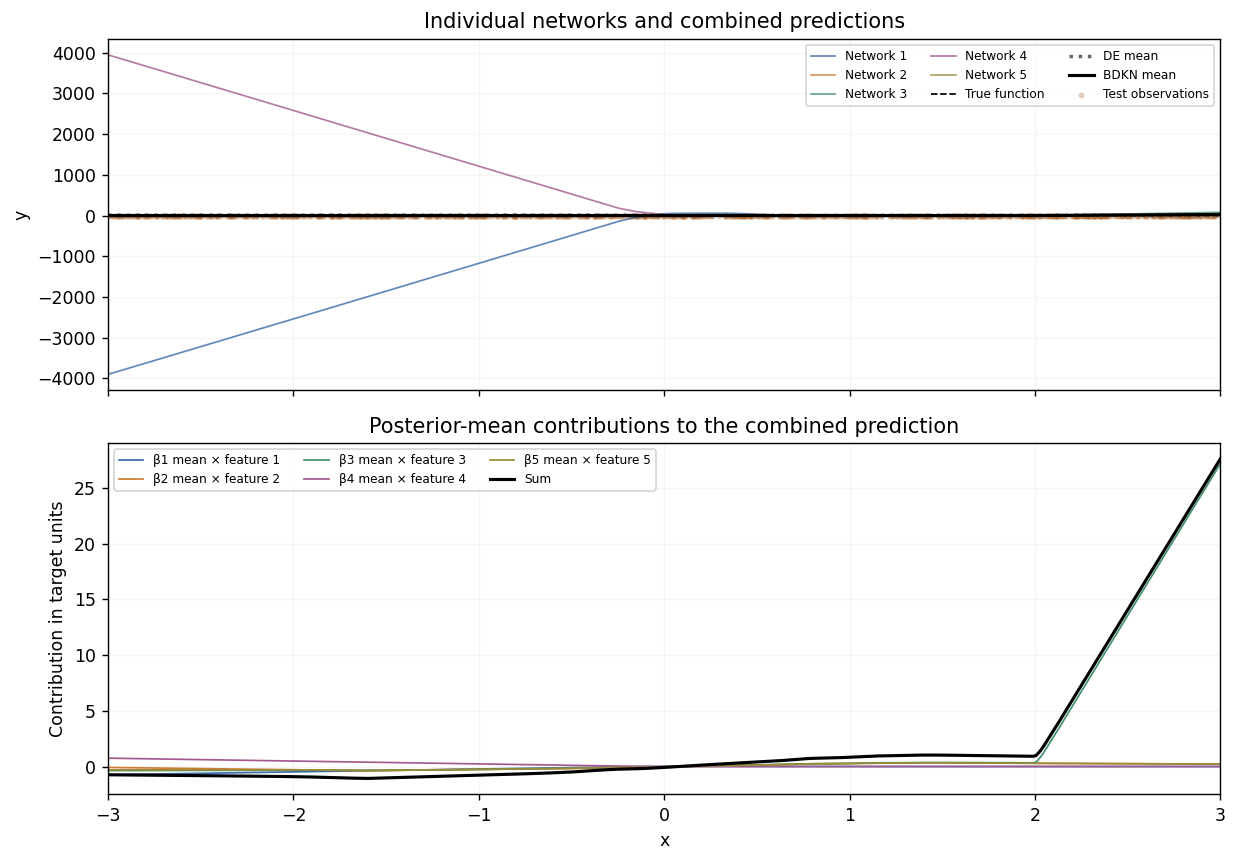 Individual networks and combined predictions
4000
3000
2000
1000
0
−1000
−2000
−3000
−4000
y
Network 1
Network 2
Network 3
Network 4
Network 5
True function
DE mean
BDKN mean
Test observations
Posterior-mean contributions to the combined prediction
β1 mean × feature 1
β2 mean × feature 2
β3 mean × feature 3
β4 mean × feature 4
β5 mean × feature 5
Sum
25
20
15
10
5
0
Contribution in target units
−3
−2
−1
0
1
2
3
x